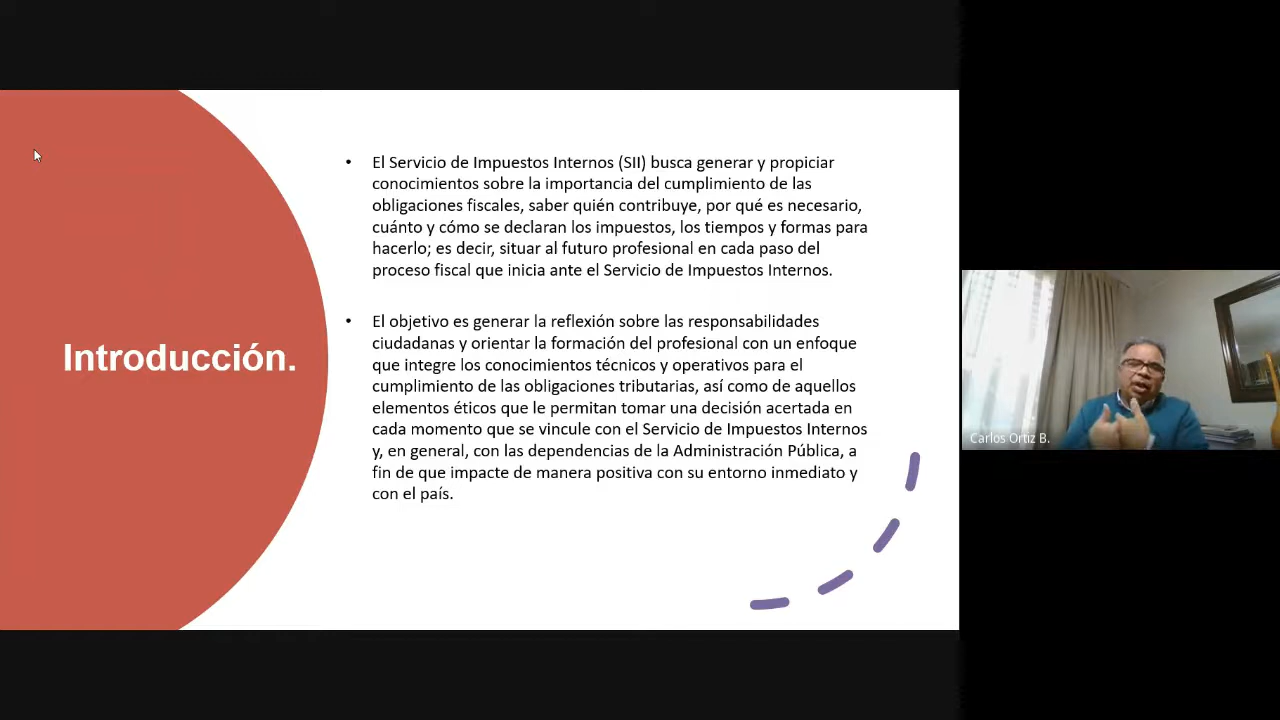 Introducción.
• El Servicio de Impuestos Internos (SII) busca generar y propiciar
conocimientos sobre la importancia del cumplimiento de las
obligaciones fiscales, saber quién contribuye, por qué es necesario,
cuánto y cómo se declaran los impuestos, los tiempos y formas para
hacerlo; es decir, situar al futuro profesional en cada paso del
proceso fiscal que inicia ante el Servicio de Impuestos Internos.
• El objetivo es generar la reflexión sobre las responsabilidades
ciudadanas y orientar la formación del profesional con un enfoque
que integre los conocimientos técnicos y operativos para el
cumplimiento de las obligaciones tributarias, así como de aquellos
elementos éticos que le permitan tomar una decisión acertada en
cada momento que se vincule con el Servicio de Impuestos Internos
y, en general, con las dependencias de la Administración Pública, a
fin de que impacte de manera positiva con su entorno inmediato y
con el país.
Carlos Ortiz B.